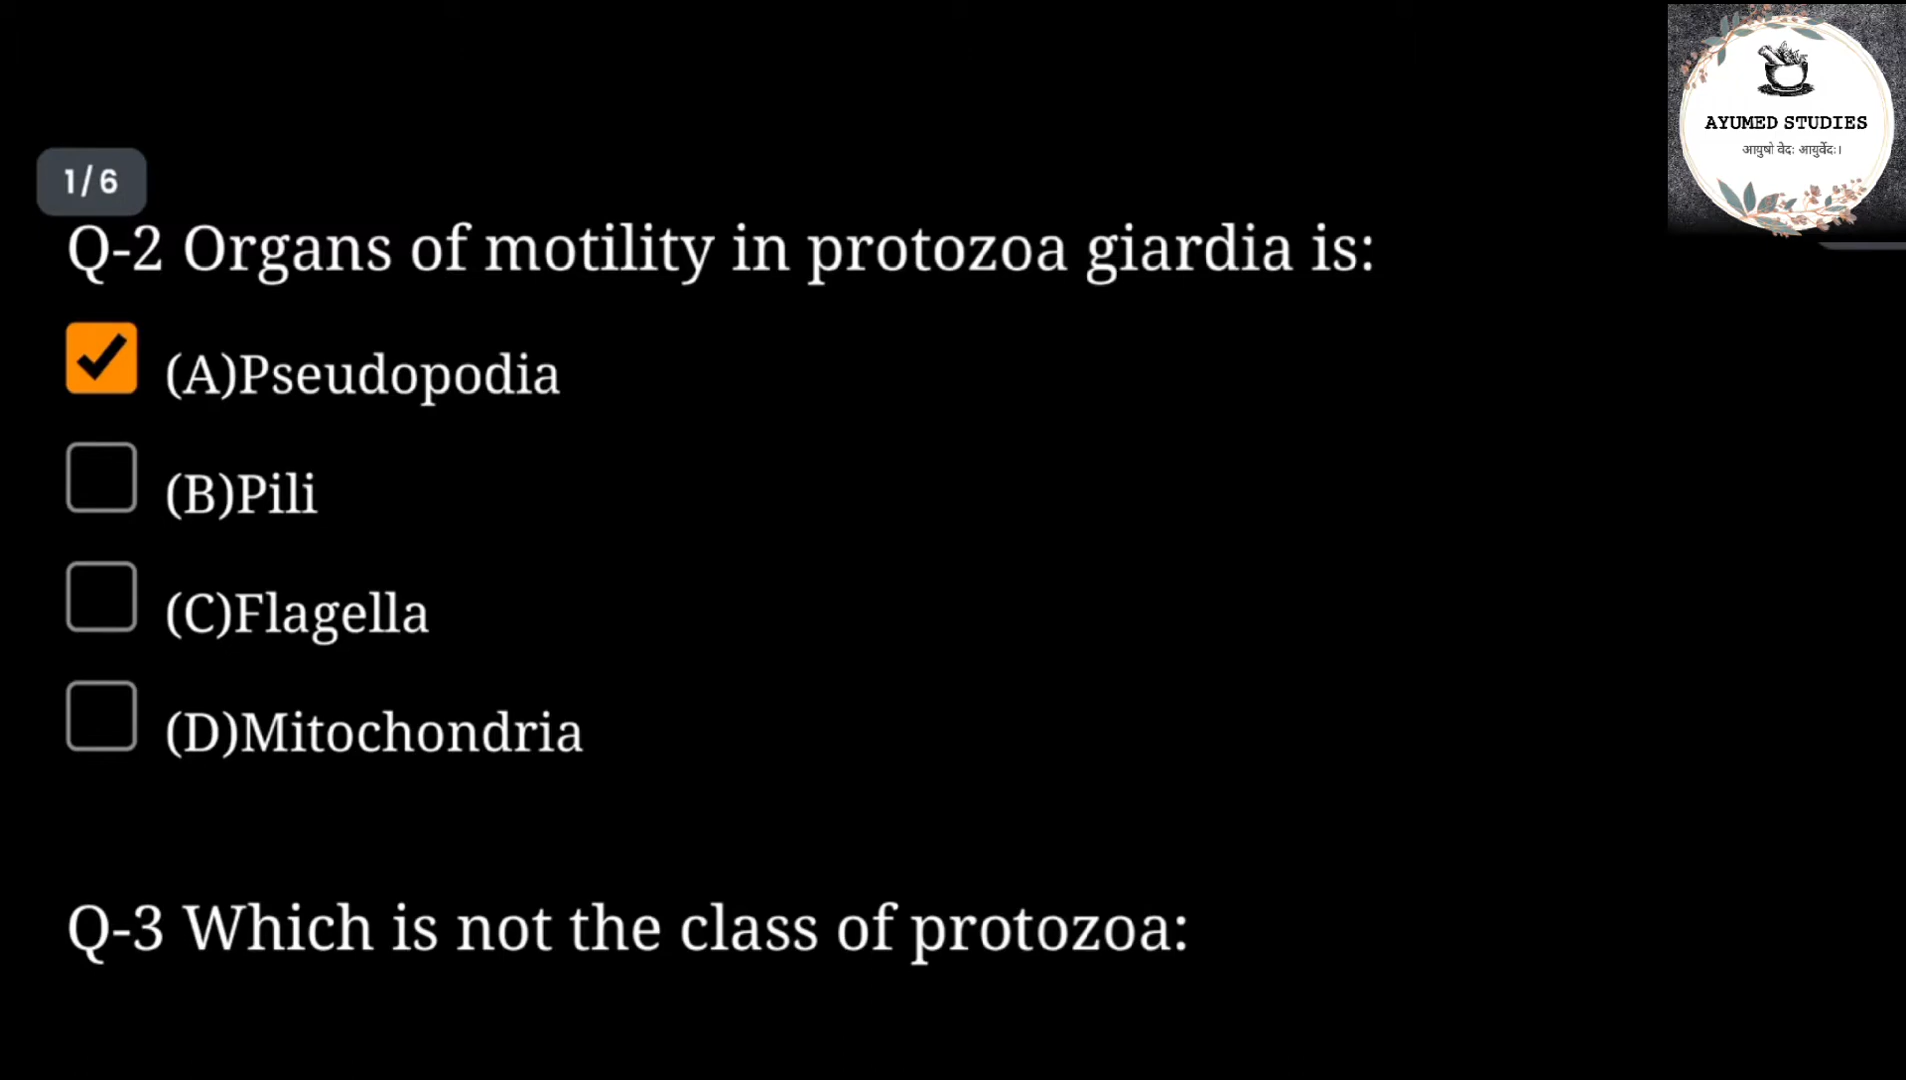 AYUMED STUDIES
आयुषो वेदः आयुर्वेदः।
1/6
Q-2 Organs of motility in protozoa giardia is:
(A)Pseudopodia
(B)Pili
(C)Flagella
(D)Mitochondria
Q-3 Which is not the class of protozoa: